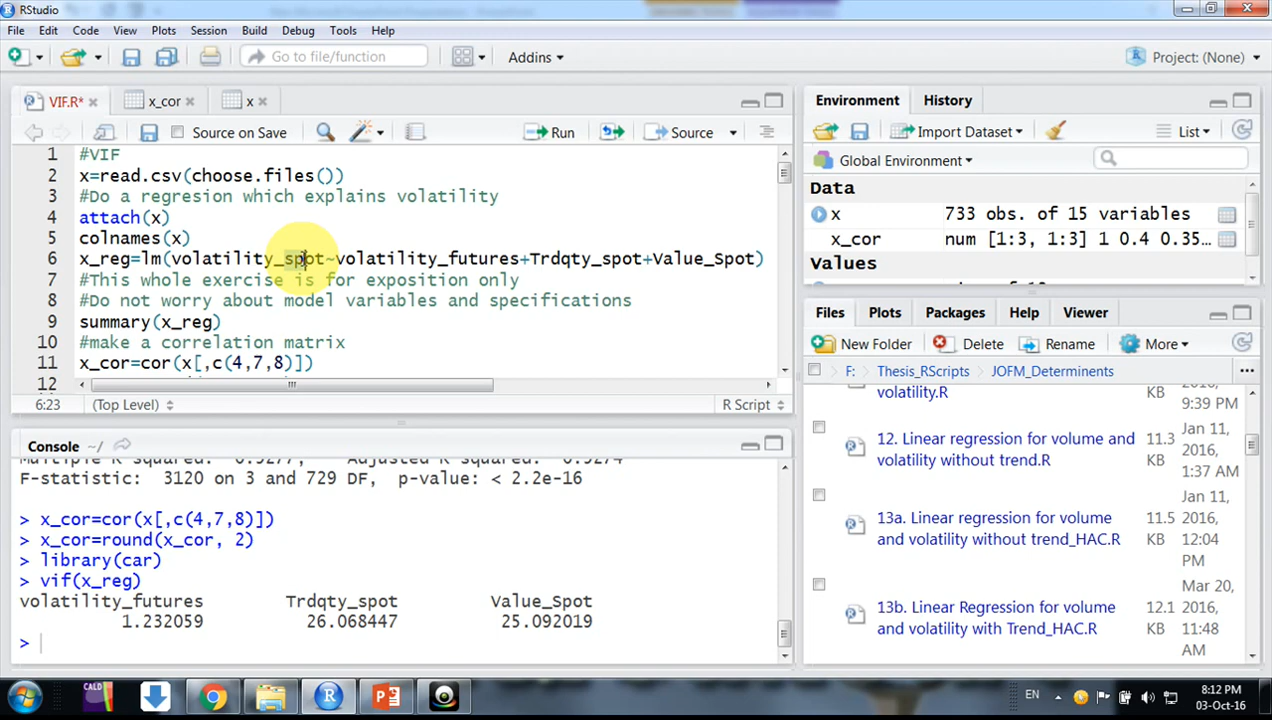 RStudio
File Edit Code View Plots Session Build Debug Tools Help
Go to file/function Addins Project: (None)
VIF.R* x_cor x
Source on Save Run Source
1 #VIF
2 x=read.csv(choose.files())
3 #Do a regresion which explains volatility
4 attach(x)
5 colnames(x)
6 x_reg=lm(volatility_spot~volatility_futures+Trdqty_spot+Value_Spot)
7 #This whole exercise is for exposition only
8 #Do not worry about model variables and specifications
9 summary(x_reg)
10 #make a correlation matrix
11 x_cor=cor(x[,c(4,7,8)])
12
6:23 (Top Level) R Script
Console ~/
F-statistic: 3120 on 3 and 729 DF, p-value: < 2.2e-16
> x_cor=cor(x[,c(4,7,8)])
> x_cor=round(x_cor, 2)
> library(car)
> vif(x_reg)
volatility_futures Trdqty_spot Value_Spot
1.232059 26.068447 25.092019
>
Environment History
Import Dataset List
Global Environment
Data
x 733 obs. of 15 variables
x_cor num [1:3, 1:3] 1 0.4 0.35...
Values
Files Plots Packages Help Viewer
New Folder Delete Rename More
F: Thesis_RScripts JOFM_Determinents
volatility.R KB 9:39 PM
12. Linear regression for volume and volatility without trend.R 11.3 KB Jan 11, 2016, 1:37 AM
13a. Linear regression for volume and volatility without trend_HAC.R 11.5 KB Jan 11, 2016, 12:04 PM
13b. Linear Regression for volume and volatility with Trend_HAC.R 12.1 KB Mar 20, 2016, 11:48 AM
CALD EN 8:12 PM
03-Oct-16